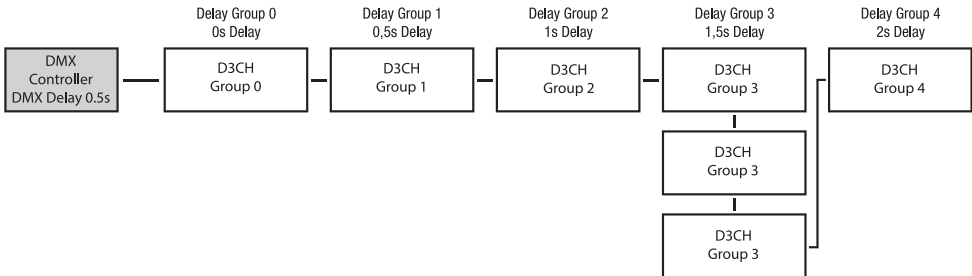 Delay Group 0
0s Delay
Delay Group 1
0,5s Delay
Delay Group 2
1s Delay
Delay Group 3
1,5s Delay
Delay Group 4
2s Delay
DMX
Controller
DMX Delay 0.5s
D3CH
Group 0
D3CH
Group 1
D3CH
Group 2
D3CH
Group 3
D3CH
Group 4
D3CH
Group 3
D3CH
Group 3